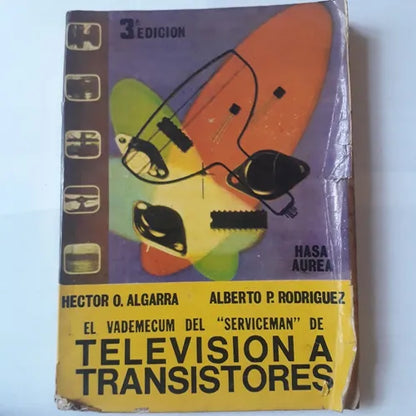 3ª EDICION
HASA
AUREA
HECTOR O. ALGARRA ALBERTO P. RODRIGUEZ
EL VADEMECUM DEL "SERVICEMAN" DE
TELEVISION A
TRANSISTORES